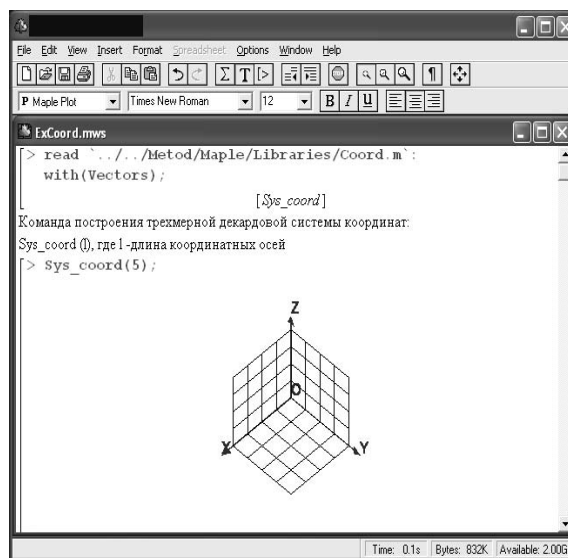 File Edit View Insert Format Spreadsheet Options Window Help
Σ T [>
P Maple Plot Times New Roman 12 B I U
ExCoord.mws
[> read `../../Metod/Maple/Libraries/Coord.m`:
with(Vectors);
[Sys_coord]
Команда построения трехмерной декардовой системы координат:
Sys_coord (l), где l -длина координатных осей
[> Sys_coord(5);
Z
O
X Y
Time: 0.1s Bytes: 832K Available: 2.00G